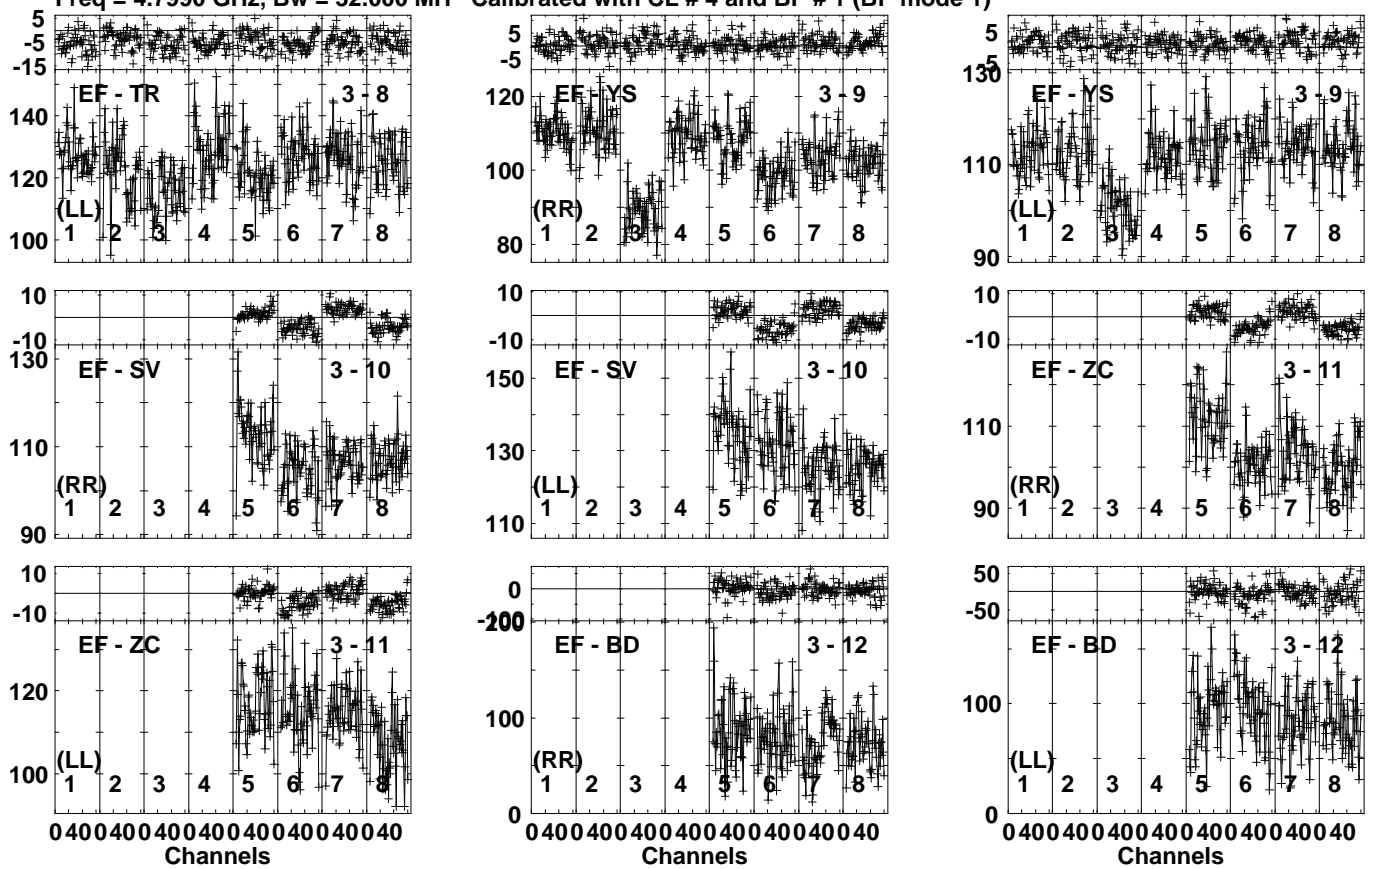 Freq = 4.7990 GHz, Bw = 32.000 MH Calibrated with CL # 4 and BP # 1 (BP mode 1)
5
-5
-15
EF - TR 3 - 8
140
120
100
(LL)
1 2 3 4 5 6 7 8
5
-5
EF - YS 3 - 9
120
100
80
(RR)
1 2 3 4 5 6 7 8
5
-5
130
EF - YS 3 - 9
110
90
(LL)
1 2 3 4 5 6 7 8
10
-10
130
EF - SV 3 - 10
110
90
(RR)
1 2 3 4 5 6 7 8
10
-10
150
EF - SV 3 - 10
130
110
(LL)
1 2 3 4 5 6 7 8
10
-10
EF - ZC 3 - 11
110
90
(RR)
1 2 3 4 5 6 7 8
10
-10
EF - ZC 3 - 11
120
100
(LL)
1 2 3 4 5 6 7 8
0 40 0 40 0 40 0 40 0 40 0 40 0 40 0 40
Channels
0
-200
EF - BD 3 - 12
100
0
(RR)
1 2 3 4 5 6 7 8
0 40 0 40 0 40 0 40 0 40 0 40 0 40 0 40
Channels
50
-50
EF - BD 3 - 12
100
0
(LL)
1 2 3 4 5 6 7 8
0 40 0 40 0 40 0 40 0 40 0 40 0 40 0 40
Channels